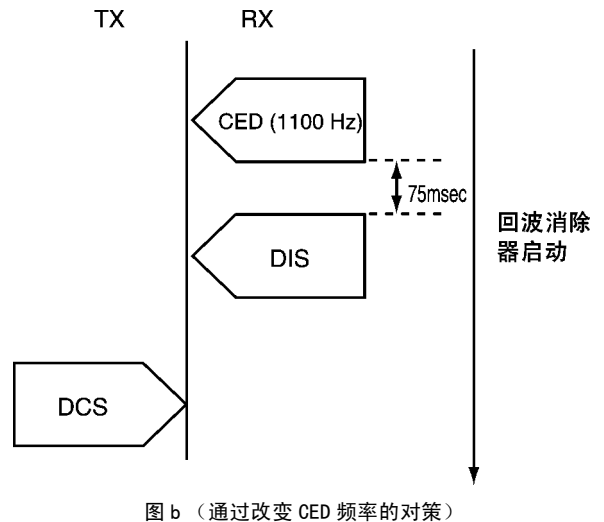 TX RX
CED (1100 Hz)
75msec
回波消除
器启动
DIS
DCS
图 b （通过改变 CED 频率的对策）